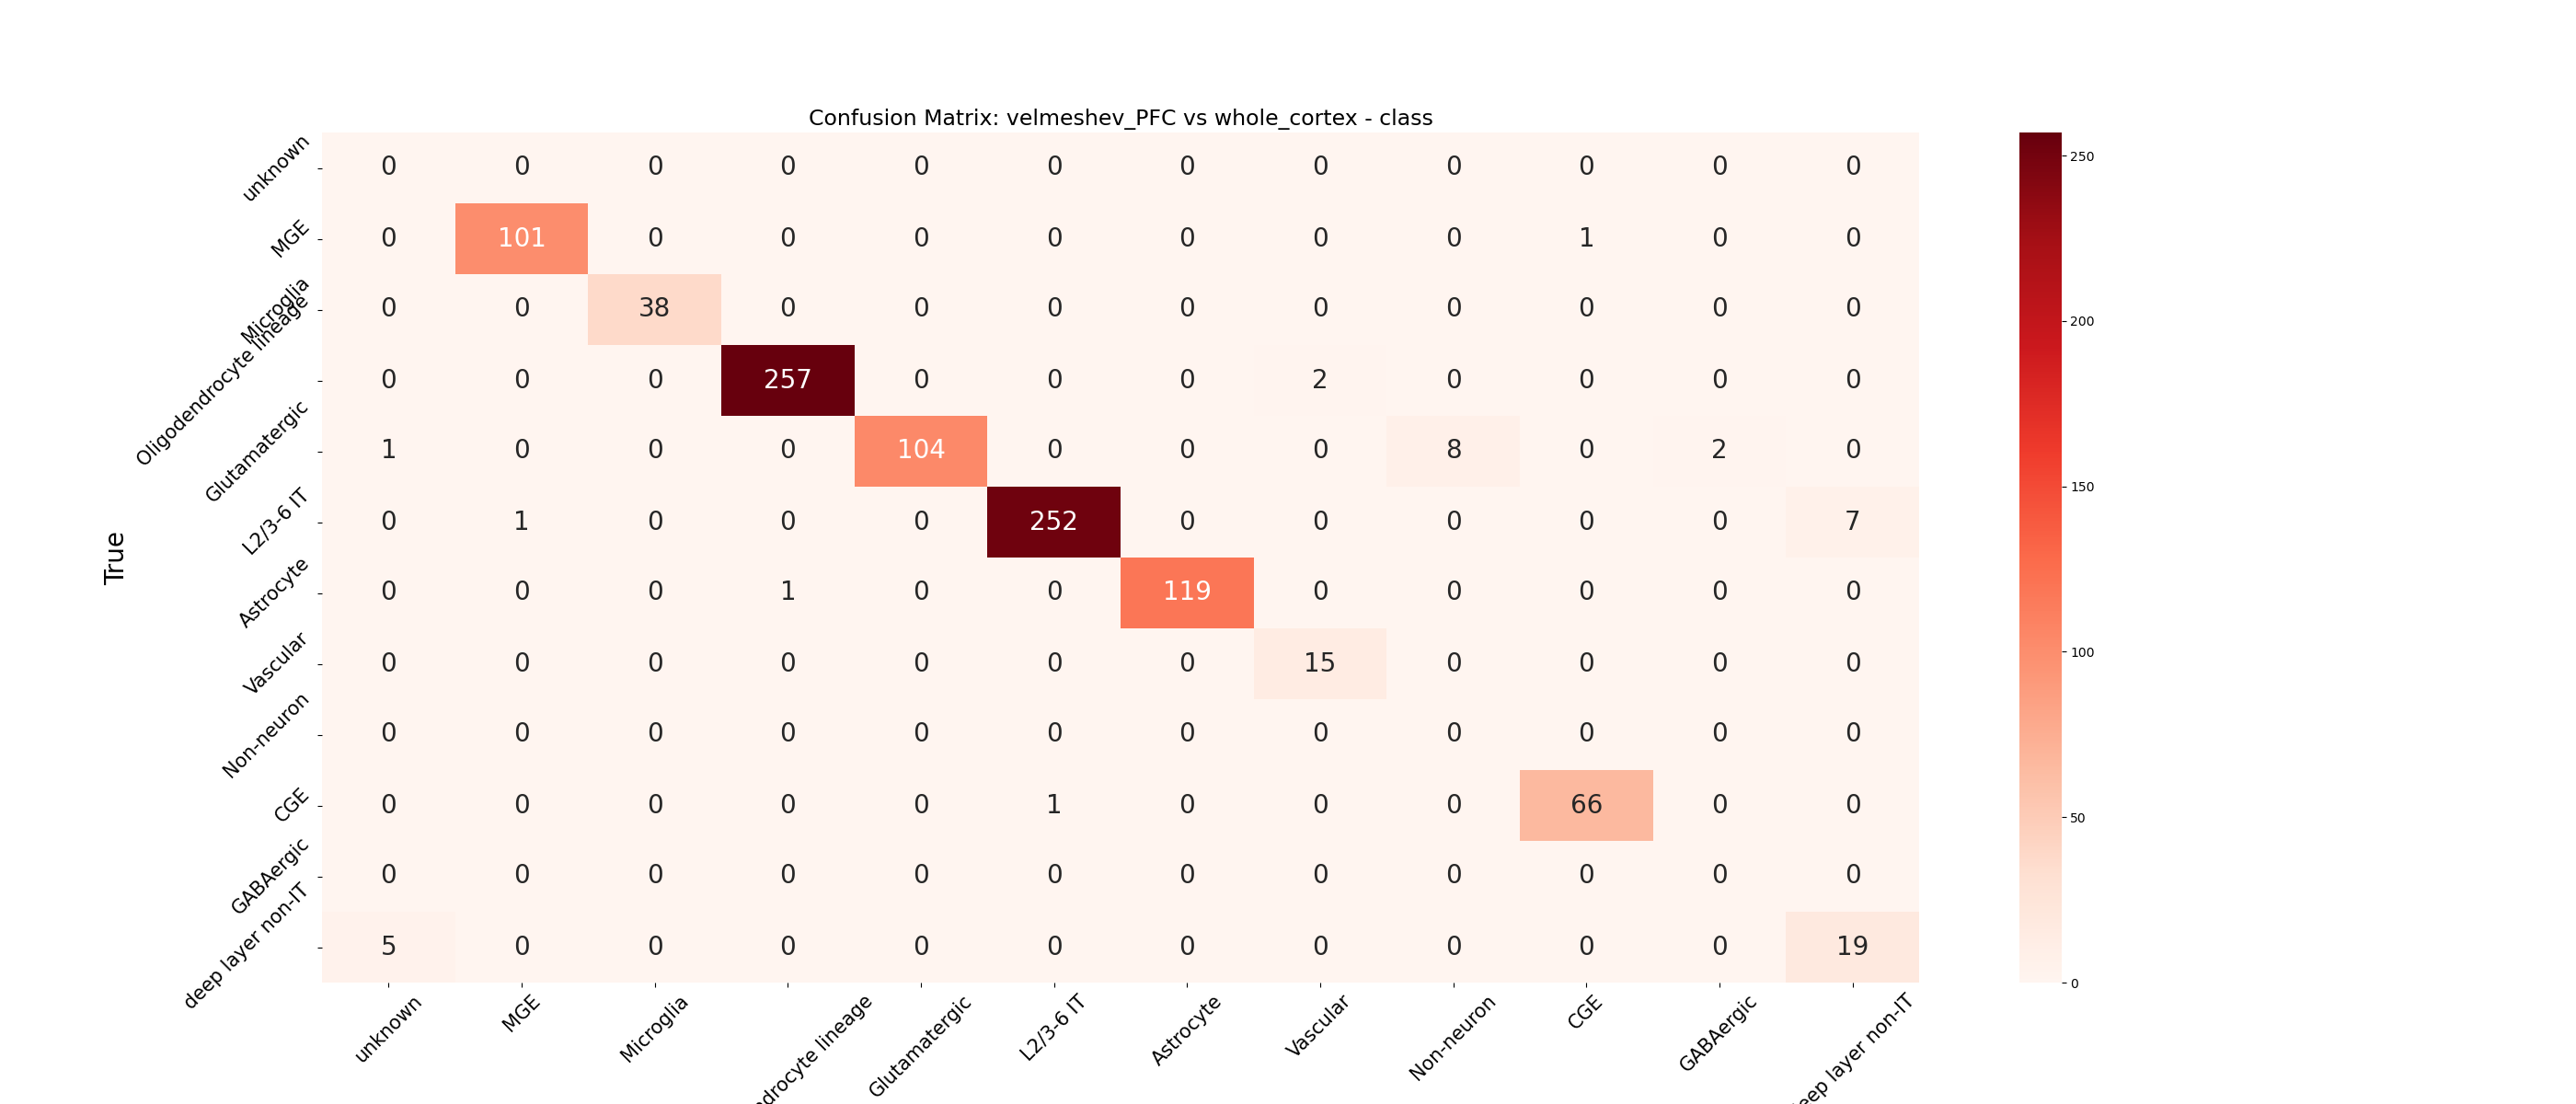 Confusion Matrix: velmeshev_PFC vs whole_cortex - class
True
unknown 0 0 0 0 0 0 0 0 0 0 0 0
MGE 0 101 0 0 0 0 0 0 0 1 0 0
Microglia 0 0 38 0 0 0 0 0 0 0 0 0
Oligodendrocyte lineage 0 0 0 257 0 0 0 2 0 0 0 0
Glutamatergic 1 0 0 0 104 0 0 0 8 0 2 0
L2/3-6 IT 0 1 0 0 0 252 0 0 0 0 0 7
Astrocyte 0 0 0 1 0 0 119 0 0 0 0 0
Vascular 0 0 0 0 0 0 0 15 0 0 0 0
Non-neuron 0 0 0 0 0 0 0 0 0 0 0 0
CGE 0 0 0 0 0 1 0 0 0 66 0 0
GABAergic 0 0 0 0 0 0 0 0 0 0 0 0
deep layer non-IT 5 0 0 0 0 0 0 0 0 0 0 19
unknown
MGE
Microglia
ndrocyte lineage
Glutamatergic
L2/3-6 IT
Astrocyte
Vascular
Non-neuron
CGE
GABAergic
eep layer non-IT
250
200
150
100
50
0